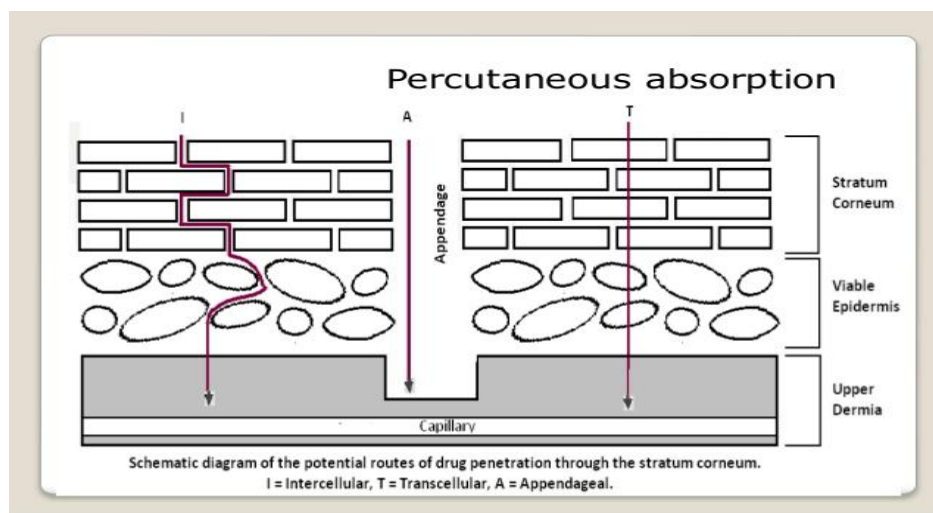 Percutaneous absorption
I
A
T
Appendage
Stratum
Corneum
Viable
Epidermis
Upper
Dermia
Capillary
Schematic diagram of the potential routes of drug penetration through the stratum corneum.
I = Intercellular, T = Transcellular, A = Appendageal.